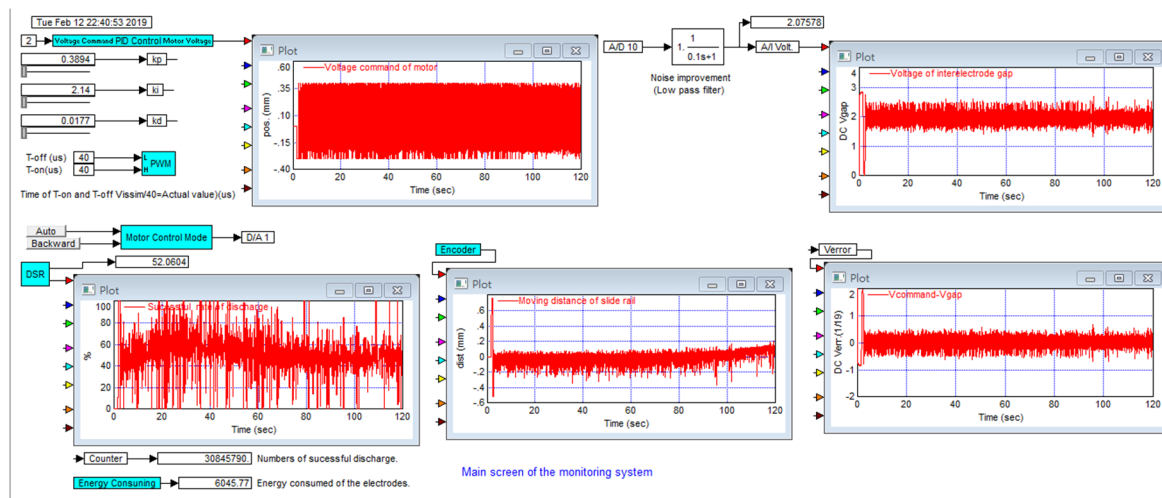 Tue Feb 12 22:40:53 2019
2 Voltage Command PID Control Motor Voltage
0.3894 kp
2.14 ki
0.0177 kd
T-off (us) 40 L
T-on(us) 40 H
PWM
Time of T-on and T-off Vissim/40=Actual value)(us)
Plot
Voltage command of motor
pos. (mm)
.60
.35
.10
-.15
-.40
0 20 40 60 80 100 120
Time (sec)
2.07578
A/D 10
1.
1
0.1s+1
A/I Volt.
Noise improvement
(Low pass filter)
Plot
Voltage of interelectrode gap
DC Vgap
4
3
2
1
0
0 20 40 60 80 100 120
Time (sec)
Auto
Backward
Motor Control Mode
D/A 1
DSR
52.0604
Plot
Sucessful rate of discharge
%
100
80
60
40
20
0
0 20 40 60 80 100 120
Time (sec)
Counter 30845790. Numbers of sucessful discharge.
Energy Consuning 6045.77 Energy consumed of the electrodes.
Encoder
Plot
Moving distance of slide rail
dist (mm)
.6
.4
.2
0
-.2
-.4
-.6
0 20 40 60 80 100 120
Time (sec)
Main screen of the monitoring system
Verror
Plot
Vcommand-Vgap
DC Verr (1/19)
2
1
0
-1
-2
0 20 40 60 80 100 120
Time (sec)